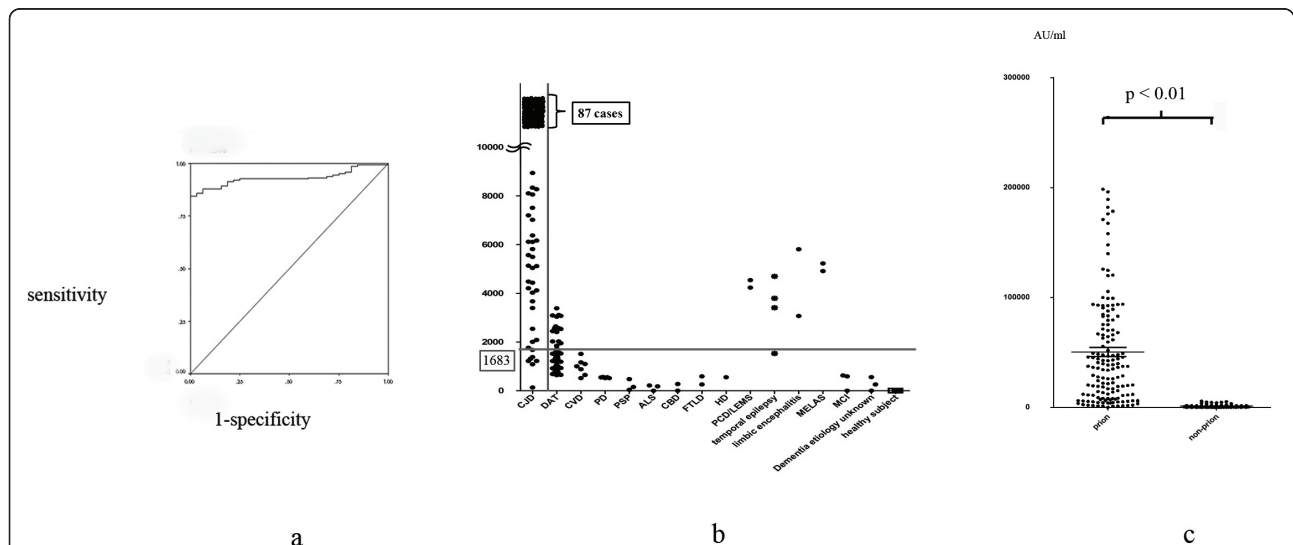 sensitivity
1.00
.75
.50
.25
0.00
0.00
.25
.50
.75
1.00
1-specificity
a
87 cases
10000
8000
6000
4000
2000
1683
0
CJD
DAT
CVD
PD
PSP
ALS
CBD
FTLD
HD
PCD/LEMS
temporal epilepsy
limbic encephalitis
MELAS
MCI
Dementia etiology unknown
healthy subject
b
AU/ml
300000
p < 0.01
200000
100000
0
prion
non-prion
c